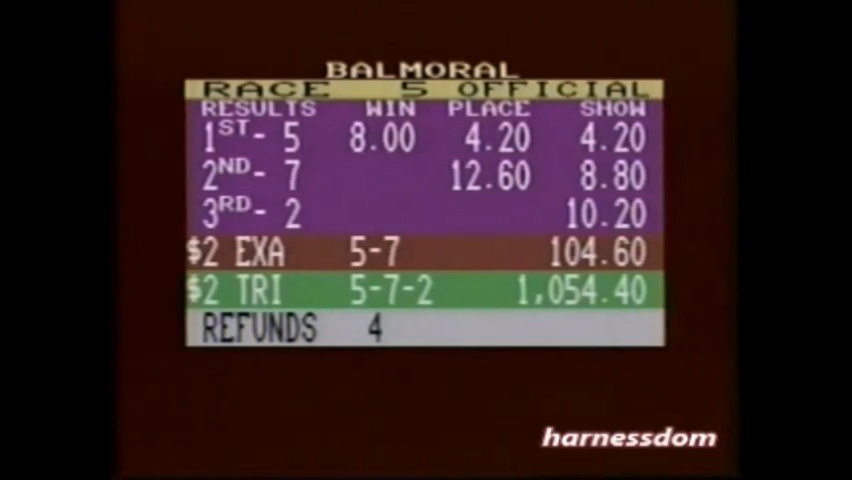 BALMORAL
RACE 5 OFFICIAL
RESULTS WIN PLACE SHOW
1ST- 5 8.00 4.20 4.20
2ND- 7 12.60 8.80
3RD- 2 10.20
$2 EXA 5-7 104.60
$2 TRI 5-7-2 1,054.40
REFUNDS 4
harnessdom